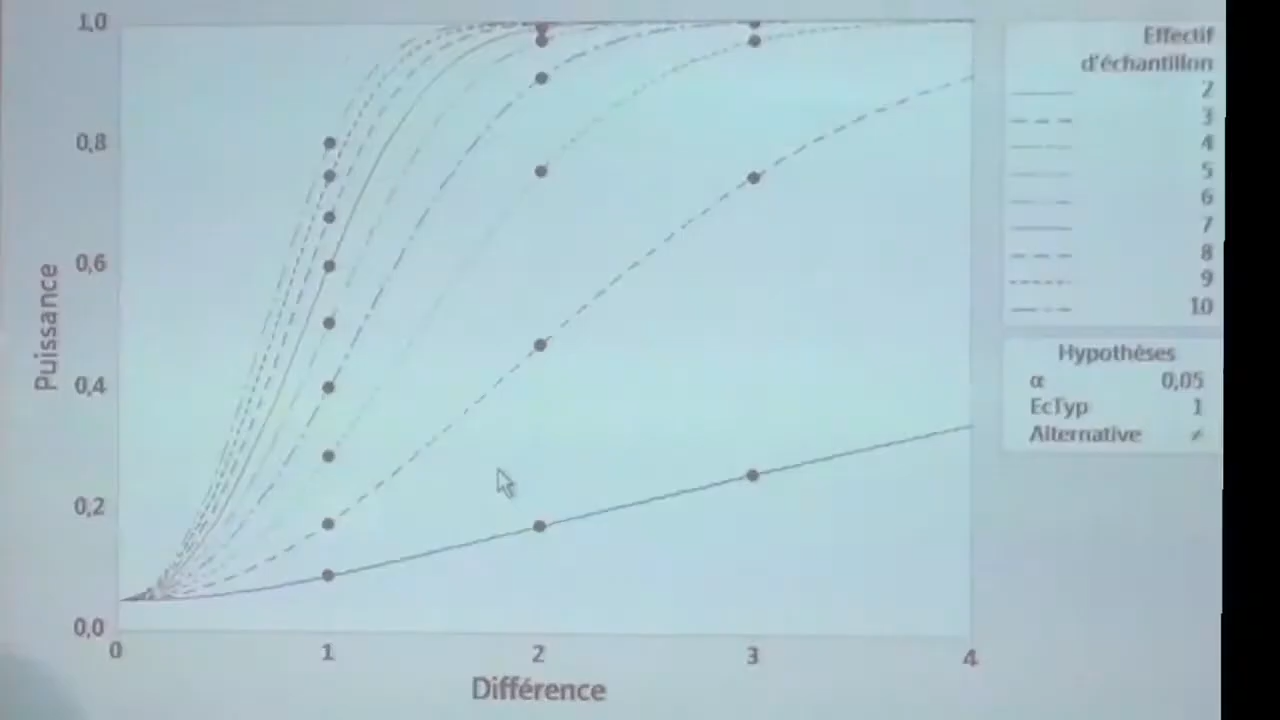 1,0
0,8
0,6
0,4
0,2
0,0
Puissance
0
1
2
3
4
Différence
Effectif
d'échantillon
2
3
4
5
6
7
8
9
10
Hypothèses
α 0,05
EcTyp 1
Alternative ≠